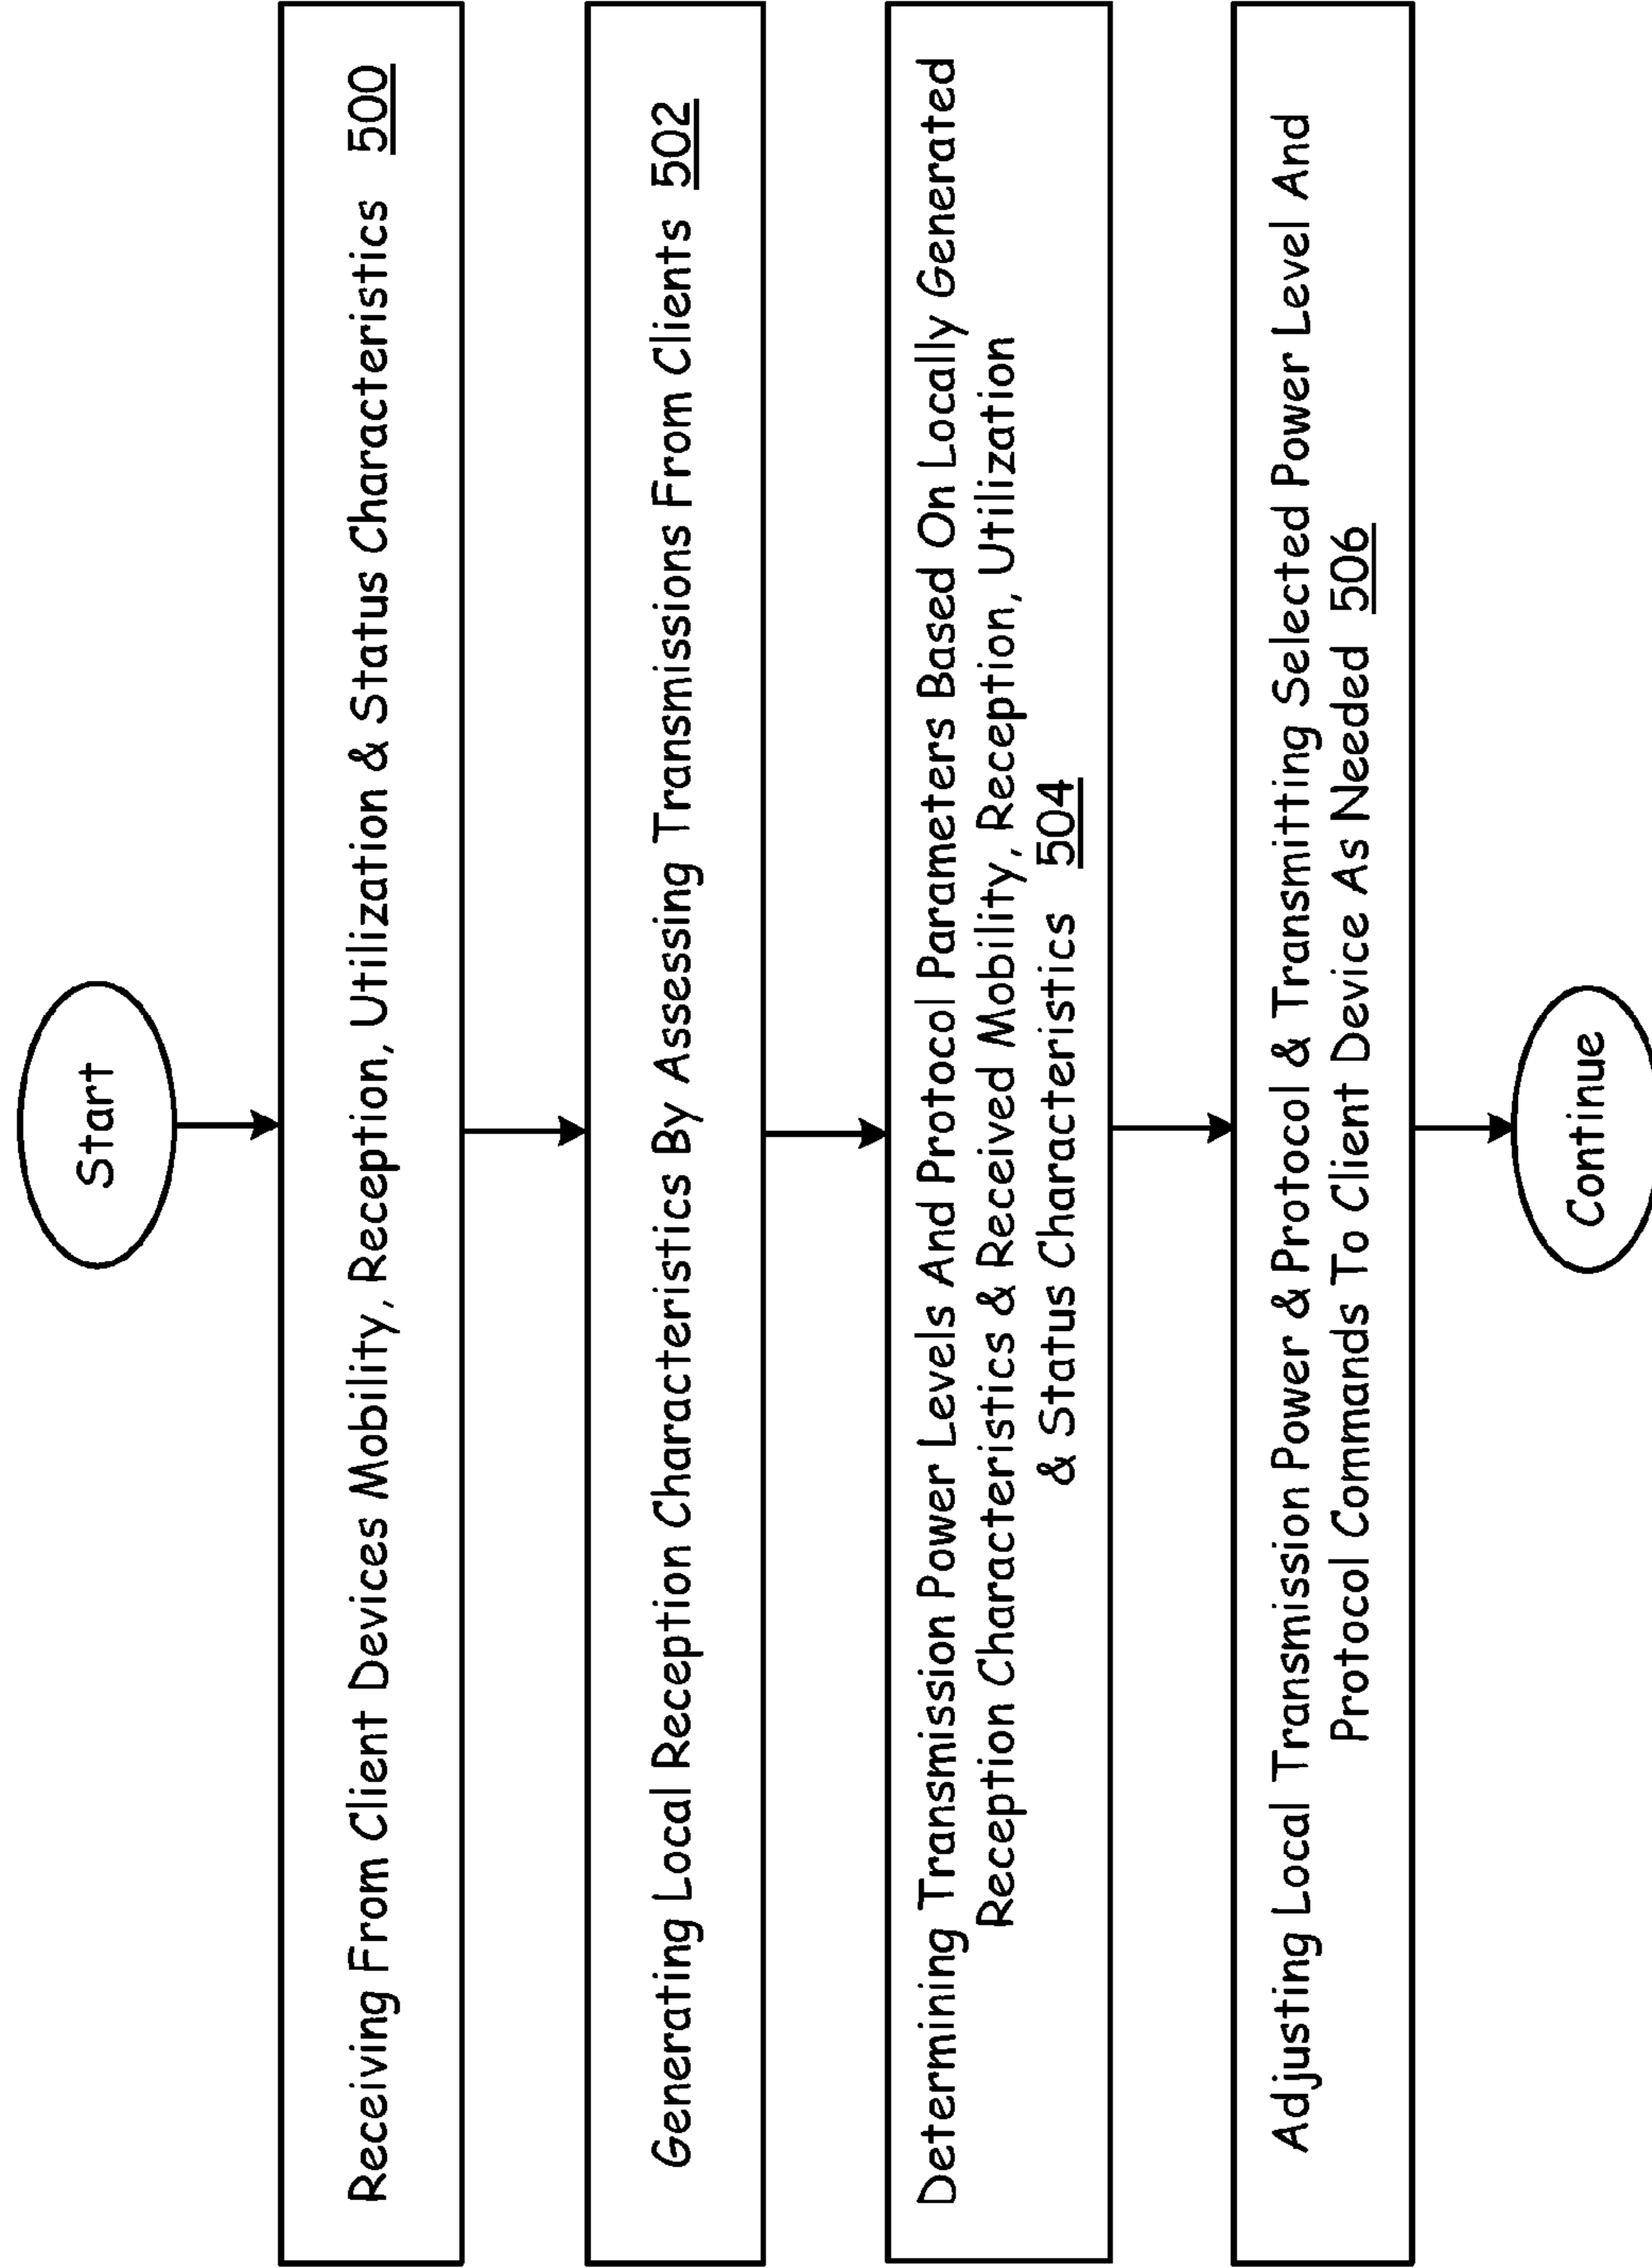 Start
Receiving From Client Devices Mobility, Reception, Utilization & Status Characteristics 500
Generating Local Reception Characteristics By Assessing Transmissions From Clients 502
Determining Transmission Power Levels And Protocol Parameters Based On Locally Generated
Reception Characteristics & Received Mobility, Reception, Utilization
& Status Characteristics 504
Adjusting Local Transmission Power & Protocol & Transmitting Selected Power Level And
Protocol Commands To Client Device As Needed 506
Continue